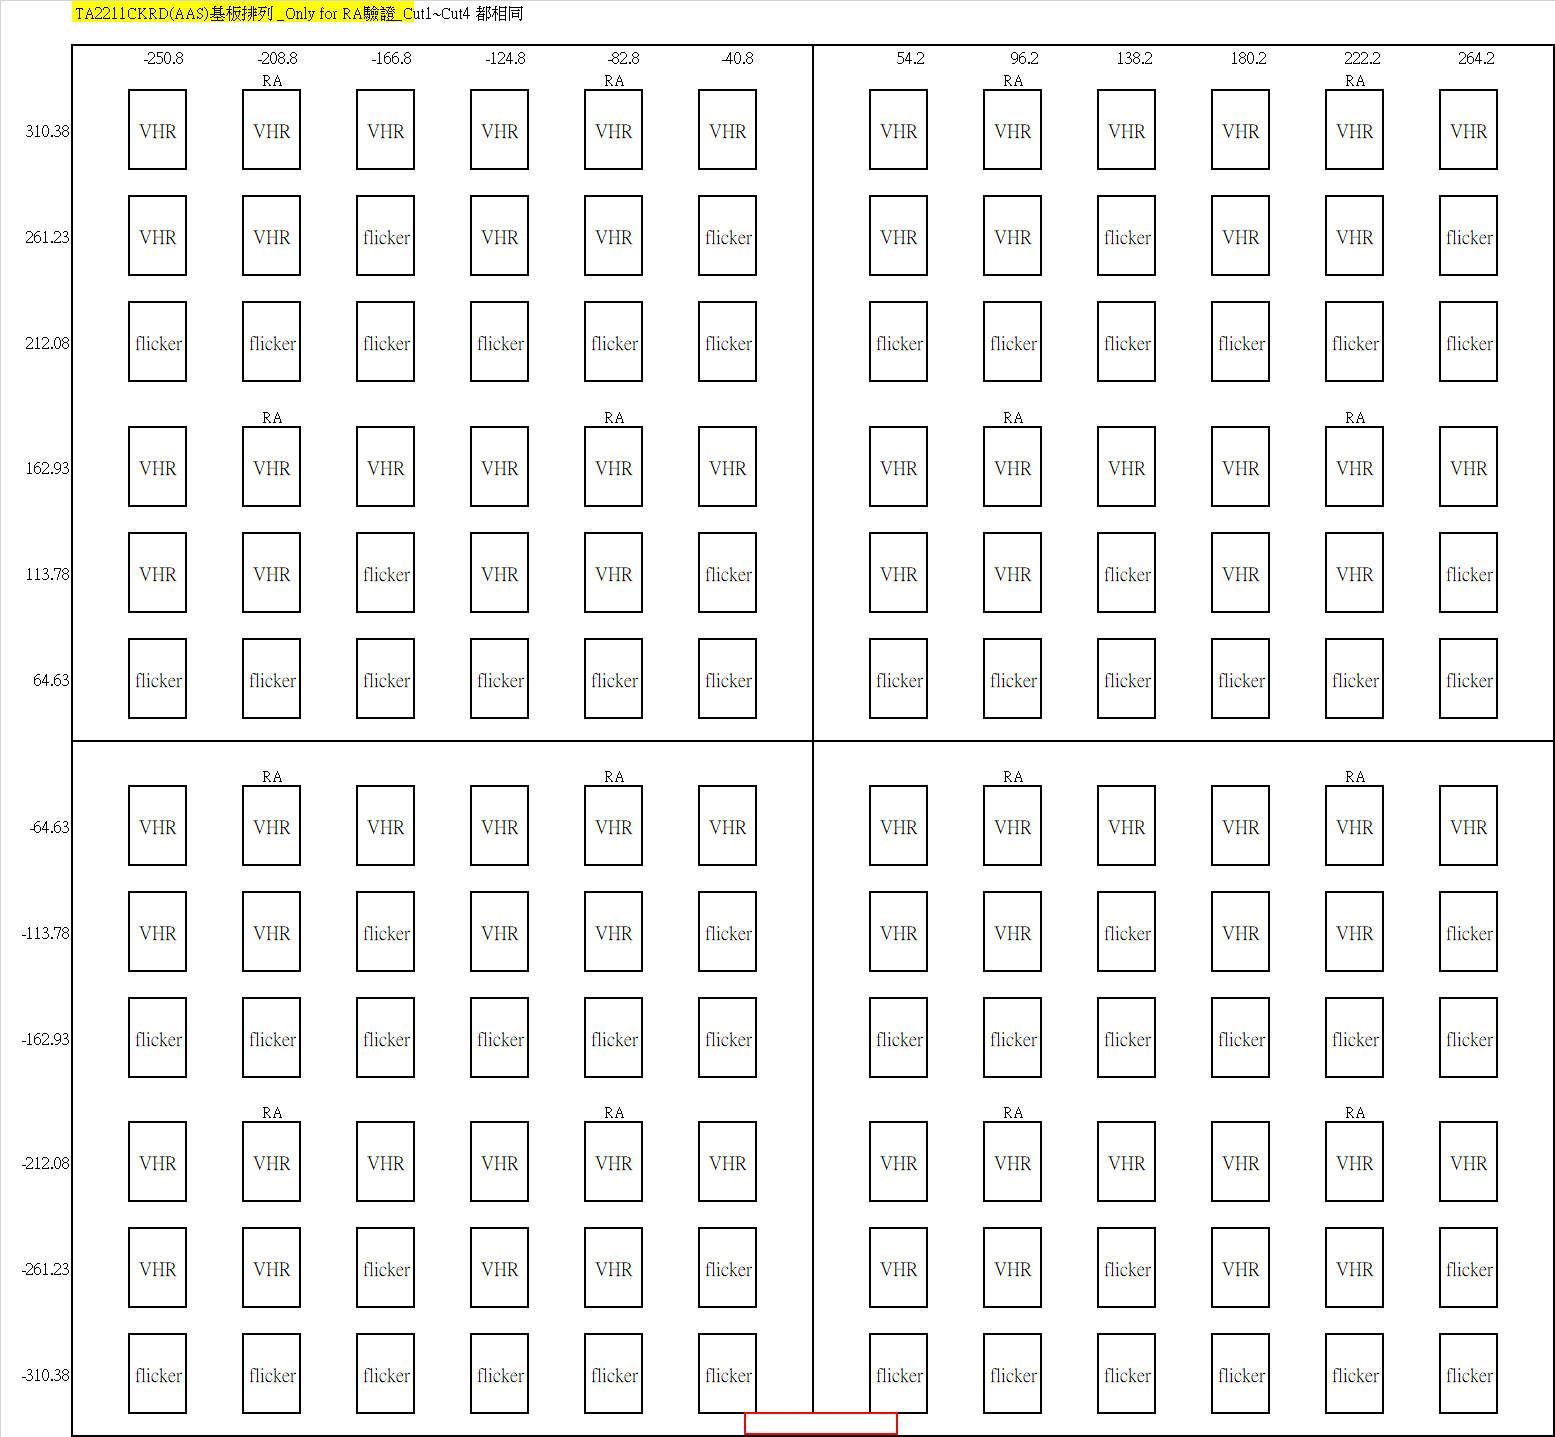 TA2211CKRD(AAS)基板排列 _Only for RA驗證_Cut1~Cut4 都相同
-250.8 -208.8 -166.8 -124.8 -82.8 -40.8 54.2 96.2 138.2 180.2 222.2 264.2
RA RA RA RA
310.38 VHR VHR VHR VHR VHR VHR VHR VHR VHR VHR VHR VHR
261.23 VHR VHR flicker VHR VHR flicker VHR VHR flicker VHR VHR flicker
212.08 flicker flicker flicker flicker flicker flicker flicker flicker flicker flicker flicker flicker
RA RA RA RA
162.93 VHR VHR VHR VHR VHR VHR VHR VHR VHR VHR VHR VHR
113.78 VHR VHR flicker VHR VHR flicker VHR VHR flicker VHR VHR flicker
64.63 flicker flicker flicker flicker flicker flicker flicker flicker flicker flicker flicker flicker
RA RA RA RA
-64.63 VHR VHR VHR VHR VHR VHR VHR VHR VHR VHR VHR VHR
-113.78 VHR VHR flicker VHR VHR flicker VHR VHR flicker VHR VHR flicker
-162.93 flicker flicker flicker flicker flicker flicker flicker flicker flicker flicker flicker flicker
RA RA RA RA
-212.08 VHR VHR VHR VHR VHR VHR VHR VHR VHR VHR VHR VHR
-261.23 VHR VHR flicker VHR VHR flicker VHR VHR flicker VHR VHR flicker
-310.38 flicker flicker flicker flicker flicker flicker flicker flicker flicker flicker flicker flicker